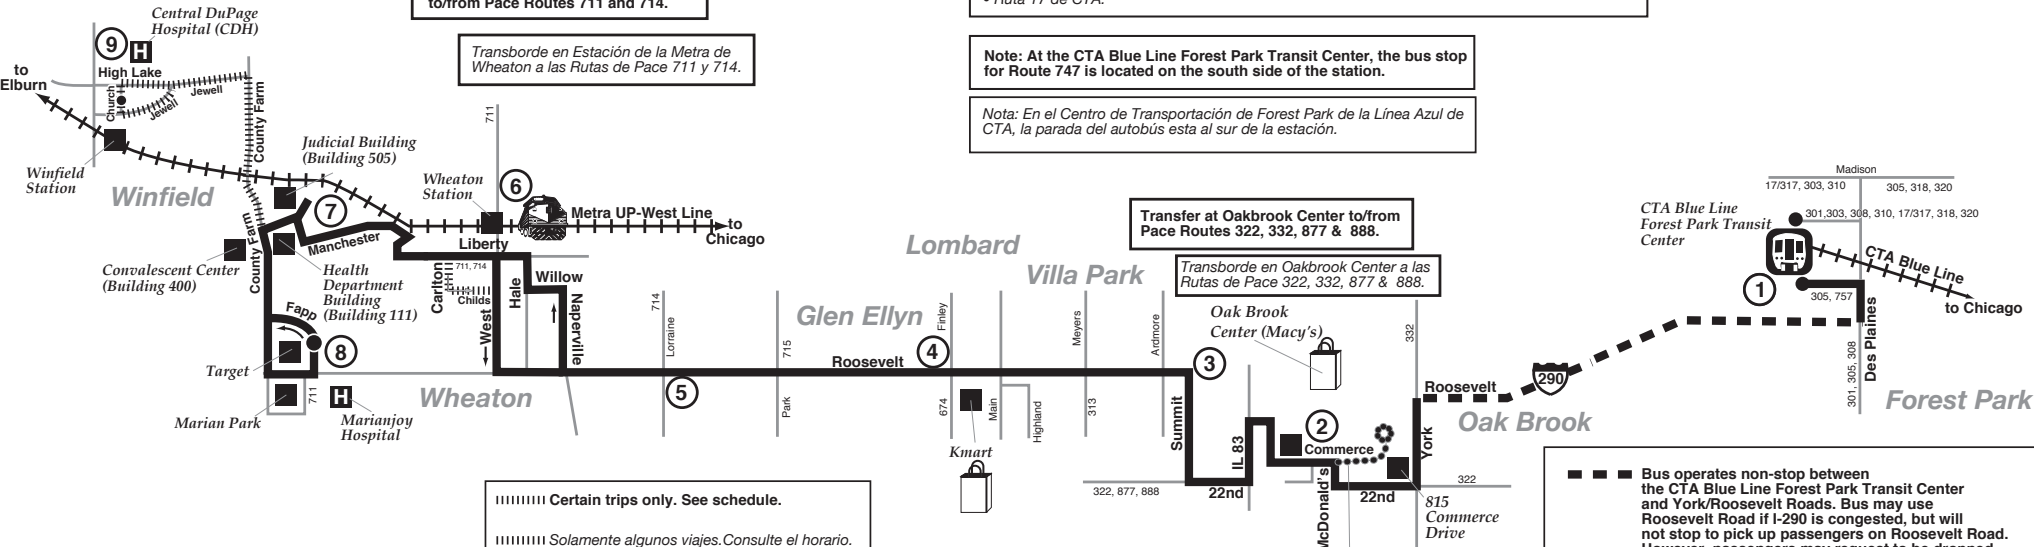 to/from Pace Routes 711 and 714.
Transborde en Estación de la Metra de
Wheaton a las Rutas de Pace 711 y 714.
• Ruta 17 de CTA.
Note: At the CTA Blue Line Forest Park Transit Center, the bus stop
for Route 747 is located on the south side of the station.
Nota: En el Centro de Transportación de Forest Park de la Línea Azul de
CTA, la parada del autobús esta al sur de la estación.
Central DuPage
Hospital (CDH)
9
H
to
Elburn
High Lake
Jewell
Church
Jewell
County Farm
Winfield
Station
Winfield
Judicial Building
(Building 505)
7
Manchester
County Farm
Convalescent Center
(Building 400)
Health
Department
Building
(Building 111)
Fapp
8
Target
Marian Park
711
H
Marianjoy
Hospital
711
Wheaton
Station
6
Metra UP-West Line
to
Chicago
Liberty
711, 714
Carlton
Childs
West
Hale
Willow
Naperville
Wheaton
714
Lorraine
5
715
Park
Glen Ellyn
Roosevelt
4
Finley
674
Kmart
Main
Highland
Lombard
Villa Park
Meyers
313
Ardmore
3
Summit
322, 877, 888
22nd
IL 83
Transfer at Oakbrook Center to/from
Pace Routes 322, 332, 877 & 888.
Transborde en Oakbrook Center a las
Rutas de Pace 322, 332, 877 & 888.
Oak Brook
Center (Macy's)
2
Commerce
McDonald's
22nd
332
York
322
815
Commerce
Drive
Roosevelt
Oak Brook
290
Madison
17/317, 303, 310
305, 318, 320
301,303, 308, 310, 17/317, 318, 320
CTA Blue Line
Forest Park Transit
Center
CTA Blue Line
to Chicago
1
305, 757
Des Plaines
301, 305, 308
Forest Park
Certain trips only. See schedule.
Solamente algunos viajes.Consulte el horario.
Bus operates non-stop between
the CTA Blue Line Forest Park Transit Center
and York/Roosevelt Roads. Bus may use
Roosevelt Road if I-290 is congested, but will
not stop to pick up passengers on Roosevelt Road.
However, passengers may request to be dropped